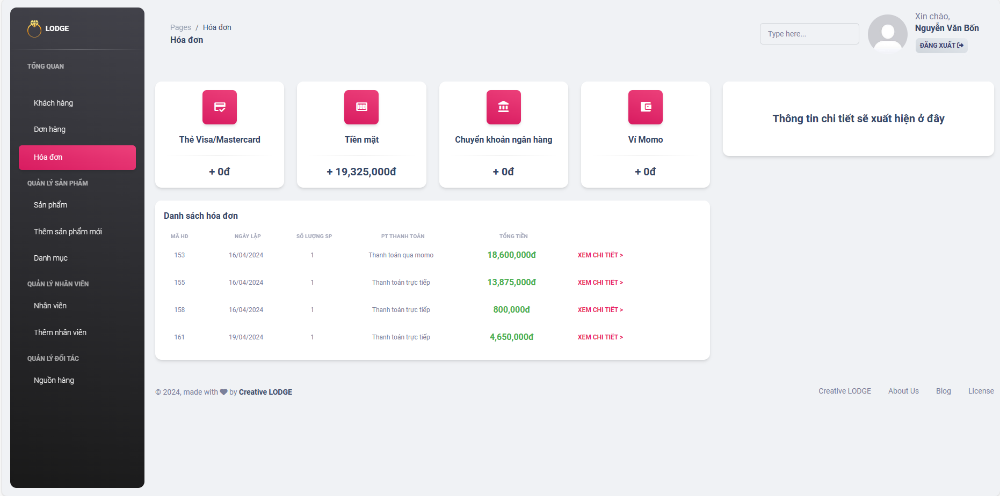 LODGE
TỔNG QUAN
Khách hàng
Đơn hàng
Hóa đơn
QUẢN LÝ SẢN PHẨM
Sản phẩm
Thêm sản phẩm mới
Danh mục
QUẢN LÝ NHÂN VIÊN
Nhân viên
Thêm nhân viên
QUẢN LÝ ĐỐI TÁC
Nguồn hàng
Pages / Hóa đơn
Hóa đơn
Type here...
Xin chào,
Nguyễn Văn Bốn
ĐĂNG XUẤT
100
Thẻ Visa/Mastercard
+ 0đ
Tiền mặt
+ 19,325,000đ
Chuyển khoản ngân hàng
+ 0đ
Ví Momo
+ 0đ
Thông tin chi tiết sẽ xuất hiện ở đây
Danh sách hóa đơn
MÃ HD NGÀY LẬP SỐ LƯỢNG SP PT THANH TOÁN TỔNG TIỀN
153 16/04/2024 1 Thanh toán qua momo 18,600,000đ XEM CHI TIẾT >
155 16/04/2024 1 Thanh toán trực tiếp 13,875,000đ XEM CHI TIẾT >
158 16/04/2024 1 Thanh toán trực tiếp 800,000đ XEM CHI TIẾT >
161 19/04/2024 1 Thanh toán trực tiếp 4,650,000đ XEM CHI TIẾT >
© 2024, made with by Creative LODGE
Creative LODGE About Us Blog License